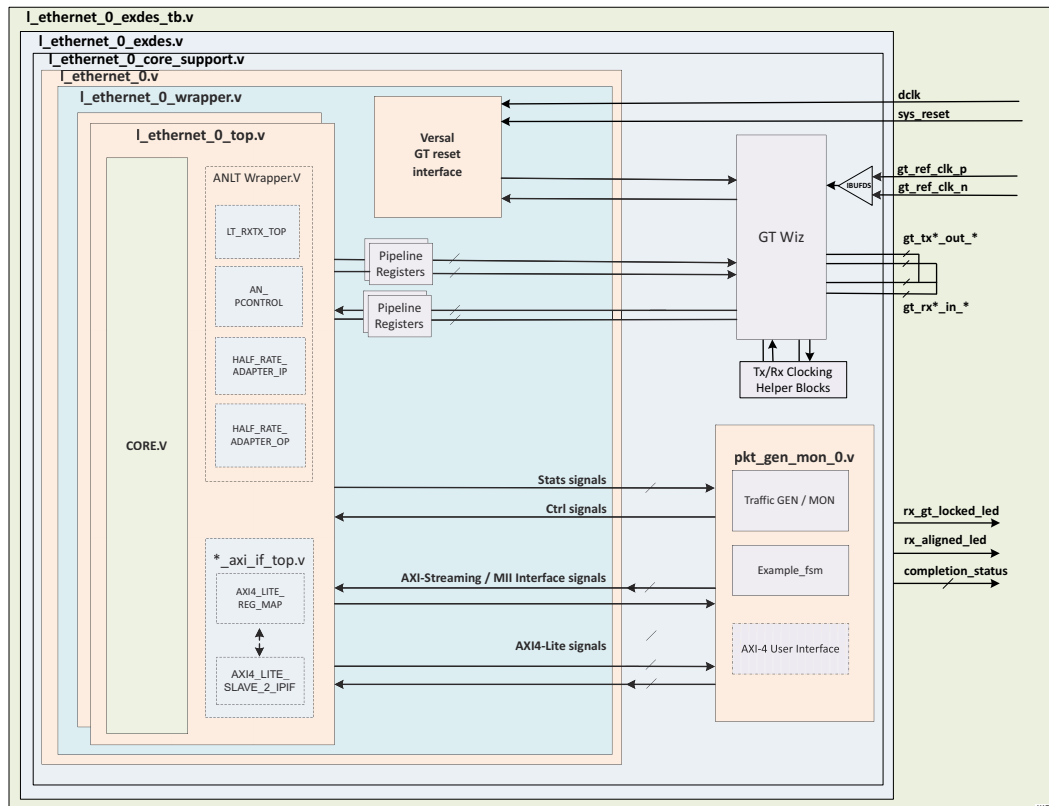 l_ethernet_0_exdes_tb.v
l_ethernet_0_exdes.v
l_ethernet_0_core_support.v
l_ethernet_0.v
l_ethernet_0_wrapper.v
l_ethernet_0_top.v
CORE.V
ANLT Wrapper.V
LT_RXTX_TOP
AN_
PCONTROL
HALF_RATE_
ADAPTER_IP
HALF_RATE_
ADAPTER_OP
*_axi_if_top.v
AXI4_LITE_
REG_MAP
AXI4_LITE_
SLAVE_2_IPIF
Versal
GT reset
interface
Pipeline
Registers
Pipeline
Registers
GT Wiz
IBUFDS
Tx/Rx Clocking
Helper Blocks
dclk
sys_reset
gt_ref_clk_p
gt_ref_clk_n
gt_tx*_out_*
gt_rx*_in_*
Stats signals
Ctrl signals
AXI-Streaming / MII Interface signals
AXI4-Lite signals
pkt_gen_mon_0.v
Traffic GEN / MON
Example_fsm
AXI-4 User Interface
rx_gt_locked_led
rx_aligned_led
completion_status